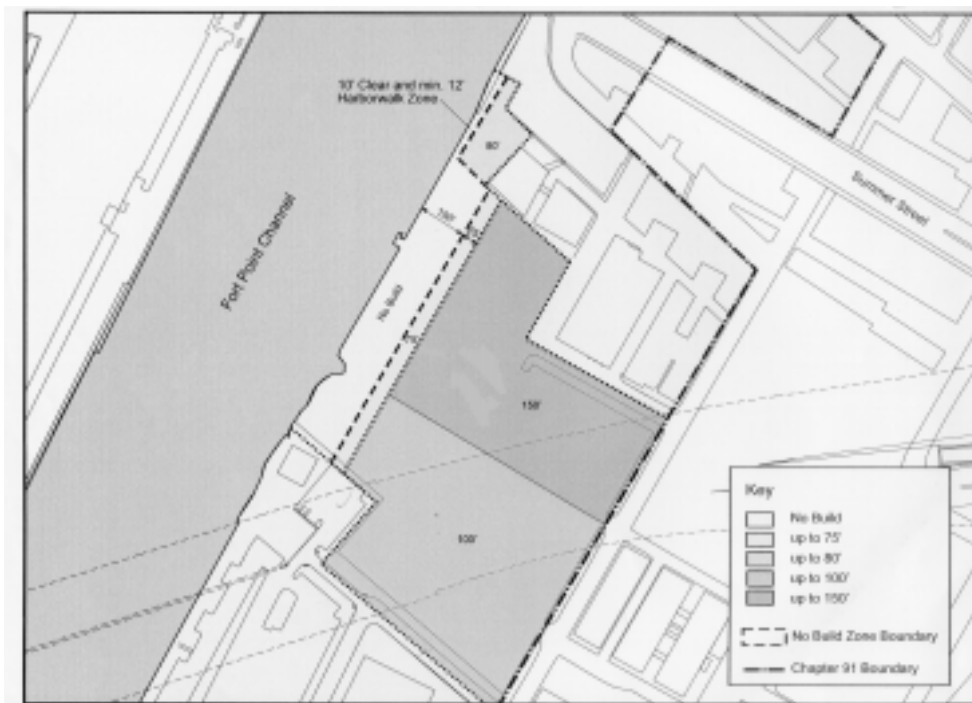 10' Clear and min. 12'
Harborwalk Zone
80'
Summer Street
Fort Point Channel
100'
No Build
150'
100'
Key
No Build
up to 75'
up to 80'
up to 100'
up to 150'
No Build Zone Boundary
Chapter 91 Boundary